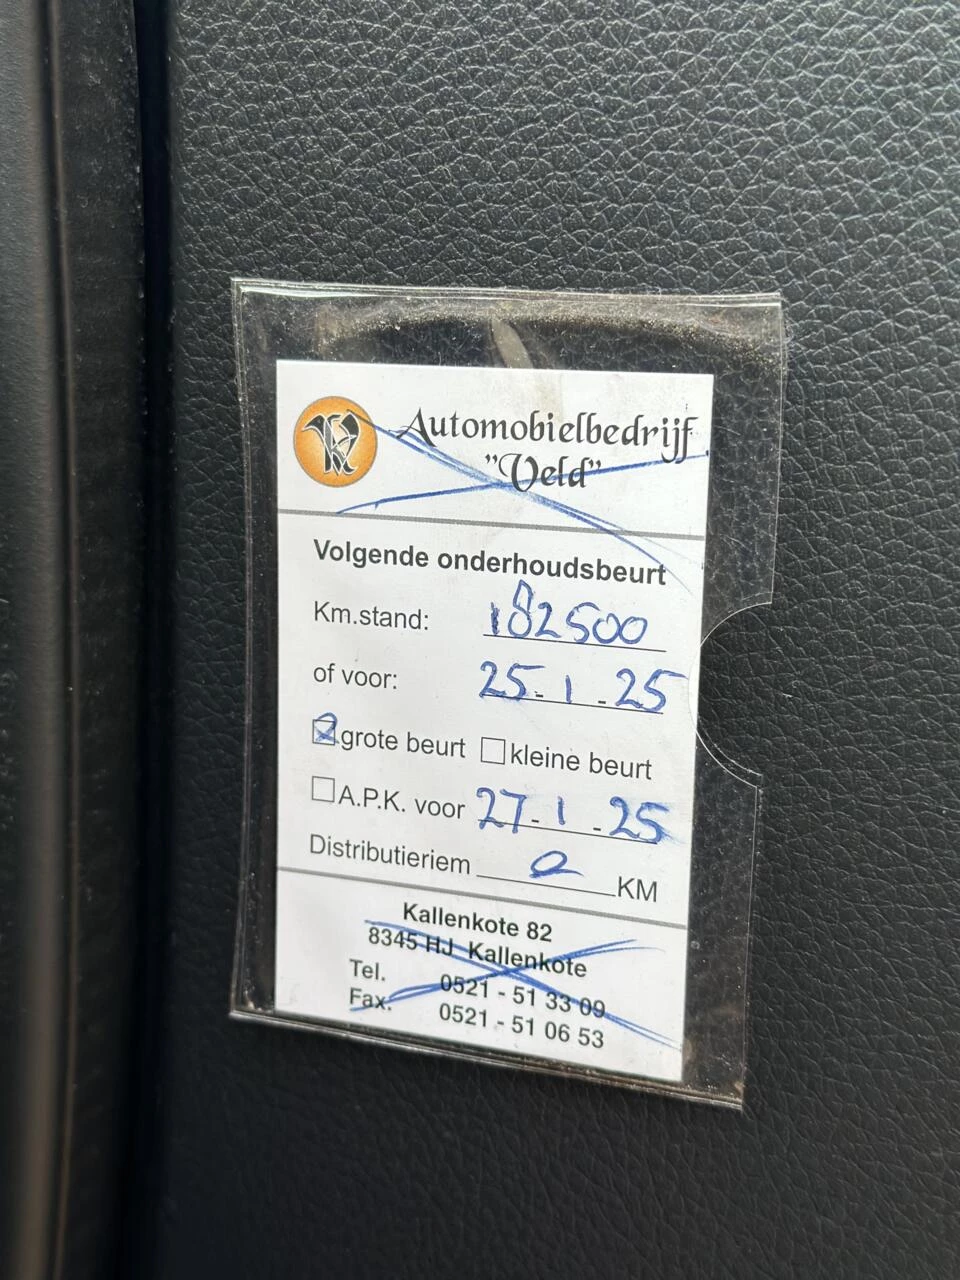 Automobielbedrijf
"Veld"
Volgende onderhoudsbeurt
Km.stand: 182500
of voor: 25-1-25
grote beurt kleine beurt
A.P.K. voor 27-1-25
Distributieriem KM
Kallenkote 82
8345 HJ Kallenkote
Tel. 0521 - 51 33 09
Fax. 0521 - 51 06 53